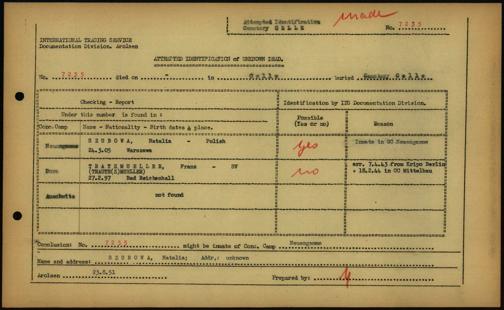 Attempted Identification made
Cemetery CELLE No. 7235
INTERNATIONAL TRACING SERVICE
Documentation Division. Arolsen
ATTEMPTED IDENTIFICATION of UNKNOWN DEAD.
No. 7235 died on - in Celle buried Cemetery Celle
Checking - Report Identification by ITS Documentation Division.
Under this number is found in : Possible (Yes or no) Reason
Conc.Camp Name - Nationality - Birth dates & place.
Neuengamme SZUBOWA, Natalia - Polish yes Inmate in CC Neuengamme
24.3.05 Warszawa
Dora TRATZMUELLER, Franz - SV no arr. 7.4.43 from Kripo Berlin
(TRAUTH(Z)MUELLER) + 18.2.44 in CC Mittelbau
27.2.97 Bad Reichenhall
Auschwitz not found
Conclusion: No. 7235 might be inmate of Conc. Camp Neuengamme
Name and address: SZUBOWA, Natalia; Addr.: unknown
Arolsen 23.8.51 Prepared by: